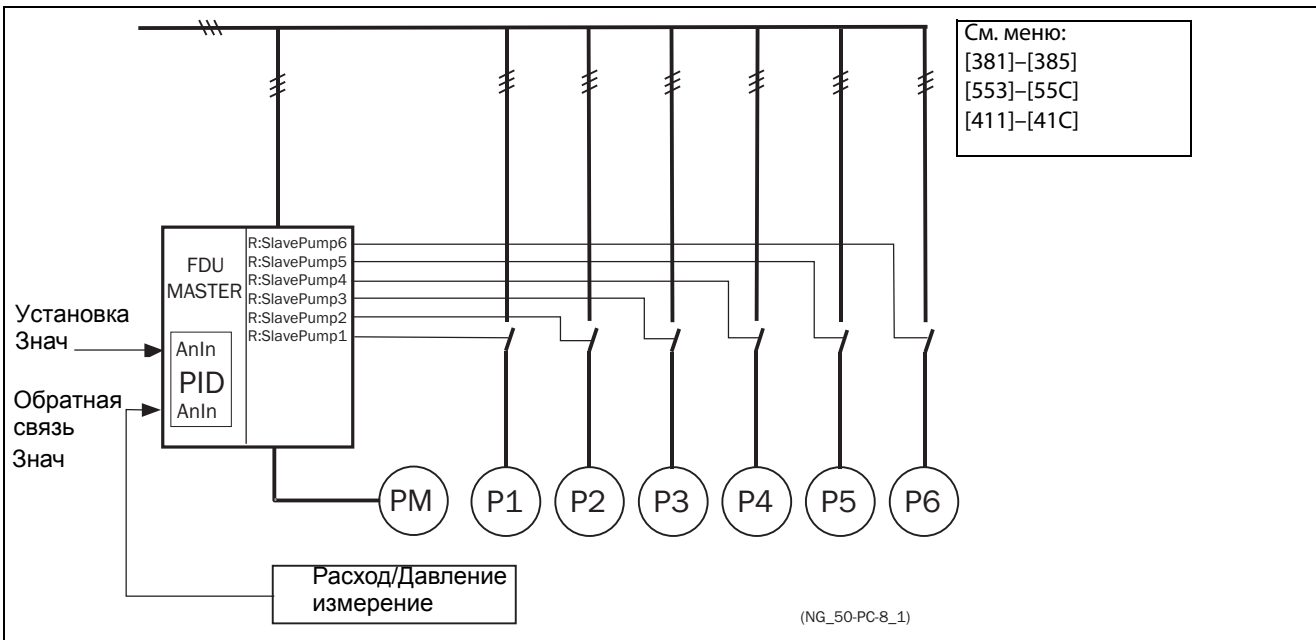 См. меню:
[381]–[385]
[553]–[55C]
[411]–[41C]
FDU
MASTER
R:SlavePump6
R:SlavePump5
R:SlavePump4
R:SlavePump3
R:SlavePump2
R:SlavePump1
Установка
Знач
AnIn
PID
AnIn
Обратная
связь
Знач
PM
P1
P2
P3
P4
P5
P6
Расход/Давление
измерение
(NG_50-PC-8_1)